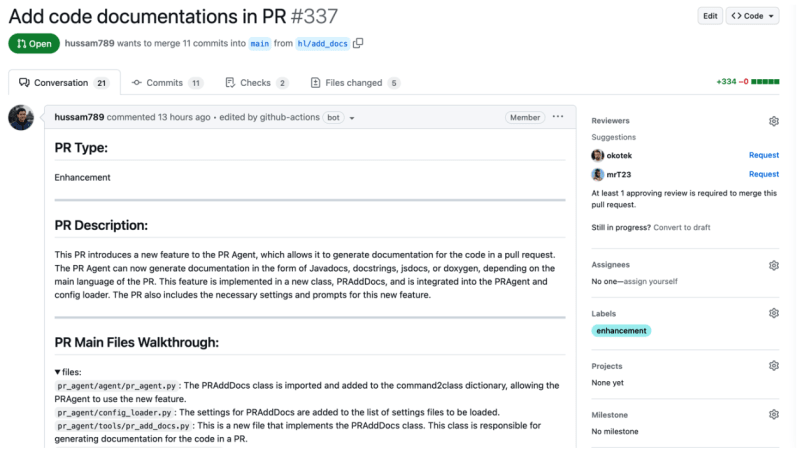 Add code documentations in PR #337
Edit
<> Code
Open
hussam789 wants to merge 11 commits into main from hl/add_docs
Conversation 21
Commits 11
Checks 2
Files changed 5
+334 −0
hussam789 commented 13 hours ago • edited by github-actions bot
Member
PR Type:
Enhancement
PR Description:
This PR introduces a new feature to the PR Agent, which allows it to generate documentation for the code in a pull request.
The PR Agent can now generate documentation in the form of Javadocs, docstrings, jsdocs, or doxygen, depending on the
main language of the PR. This feature is implemented in a new class, PRAddDocs, and is integrated into the PRAgent and
config loader. The PR also includes the necessary settings and prompts for this new feature.
PR Main Files Walkthrough:
files:
pr_agent/agent/pr_agent.py : The PRAddDocs class is imported and added to the command2class dictionary, allowing the
PRAgent to use the new feature.
pr_agent/config_loader.py : The settings for PRAddDocs are added to the list of settings files to be loaded.
pr_agent/tools/pr_add_docs.py : This is a new file that implements the PRAddDocs class. This class is responsible for
generating documentation for the code in a PR.
Reviewers
Suggestions
okotek
Request
mrT23
Request
At least 1 approving review is required to merge this
pull request.
Still in progress? Convert to draft
Assignees
No one—assign yourself
Labels
enhancement
Projects
None yet
Milestone
No milestone